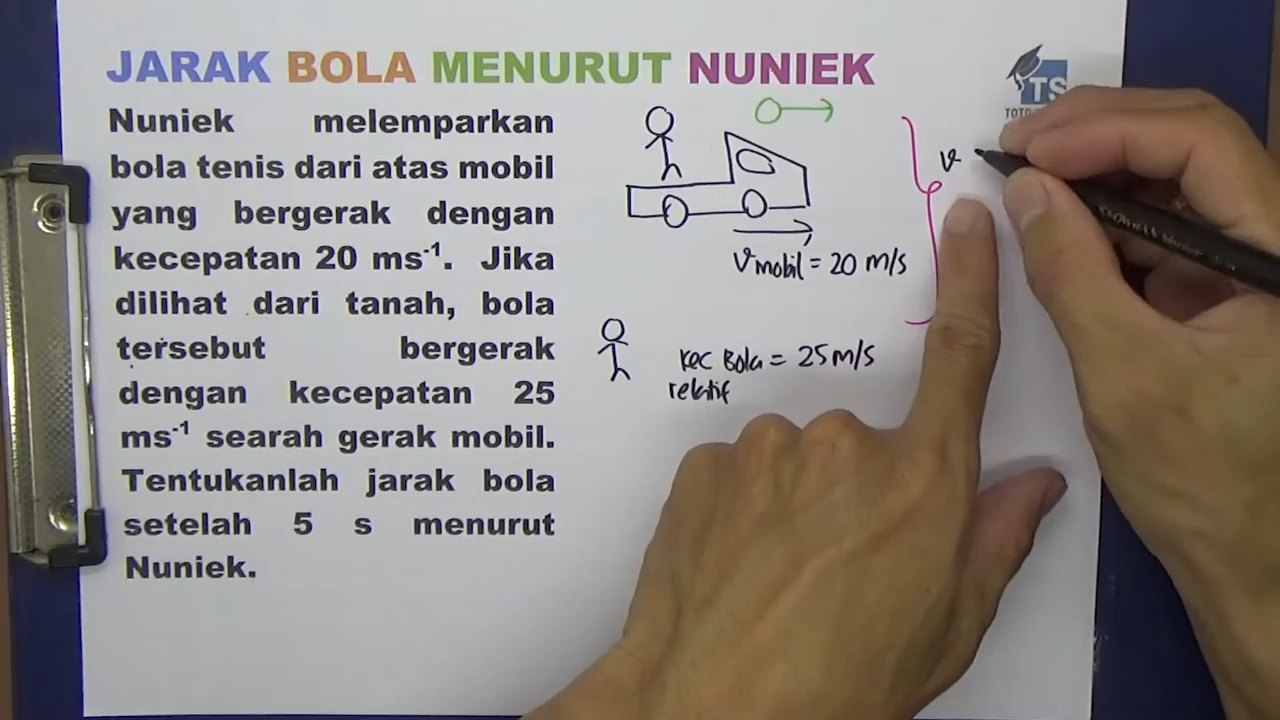 JARAK BOLA MENURUT NUNIEK
TS
Nuniek melemparkan
bola tenis dari atas mobil
yang bergerak dengan
kecepatan 20 ms⁻¹. Jika
dilihat dari tanah, bola
tersebut bergerak
dengan kecepatan 25
ms⁻¹ searah gerak mobil.
Tentukanlah jarak bola
setelah 5 s menurut
Nuniek.
v mobil = 20 m/s
kec Bola = 25 m/s
relatif
v